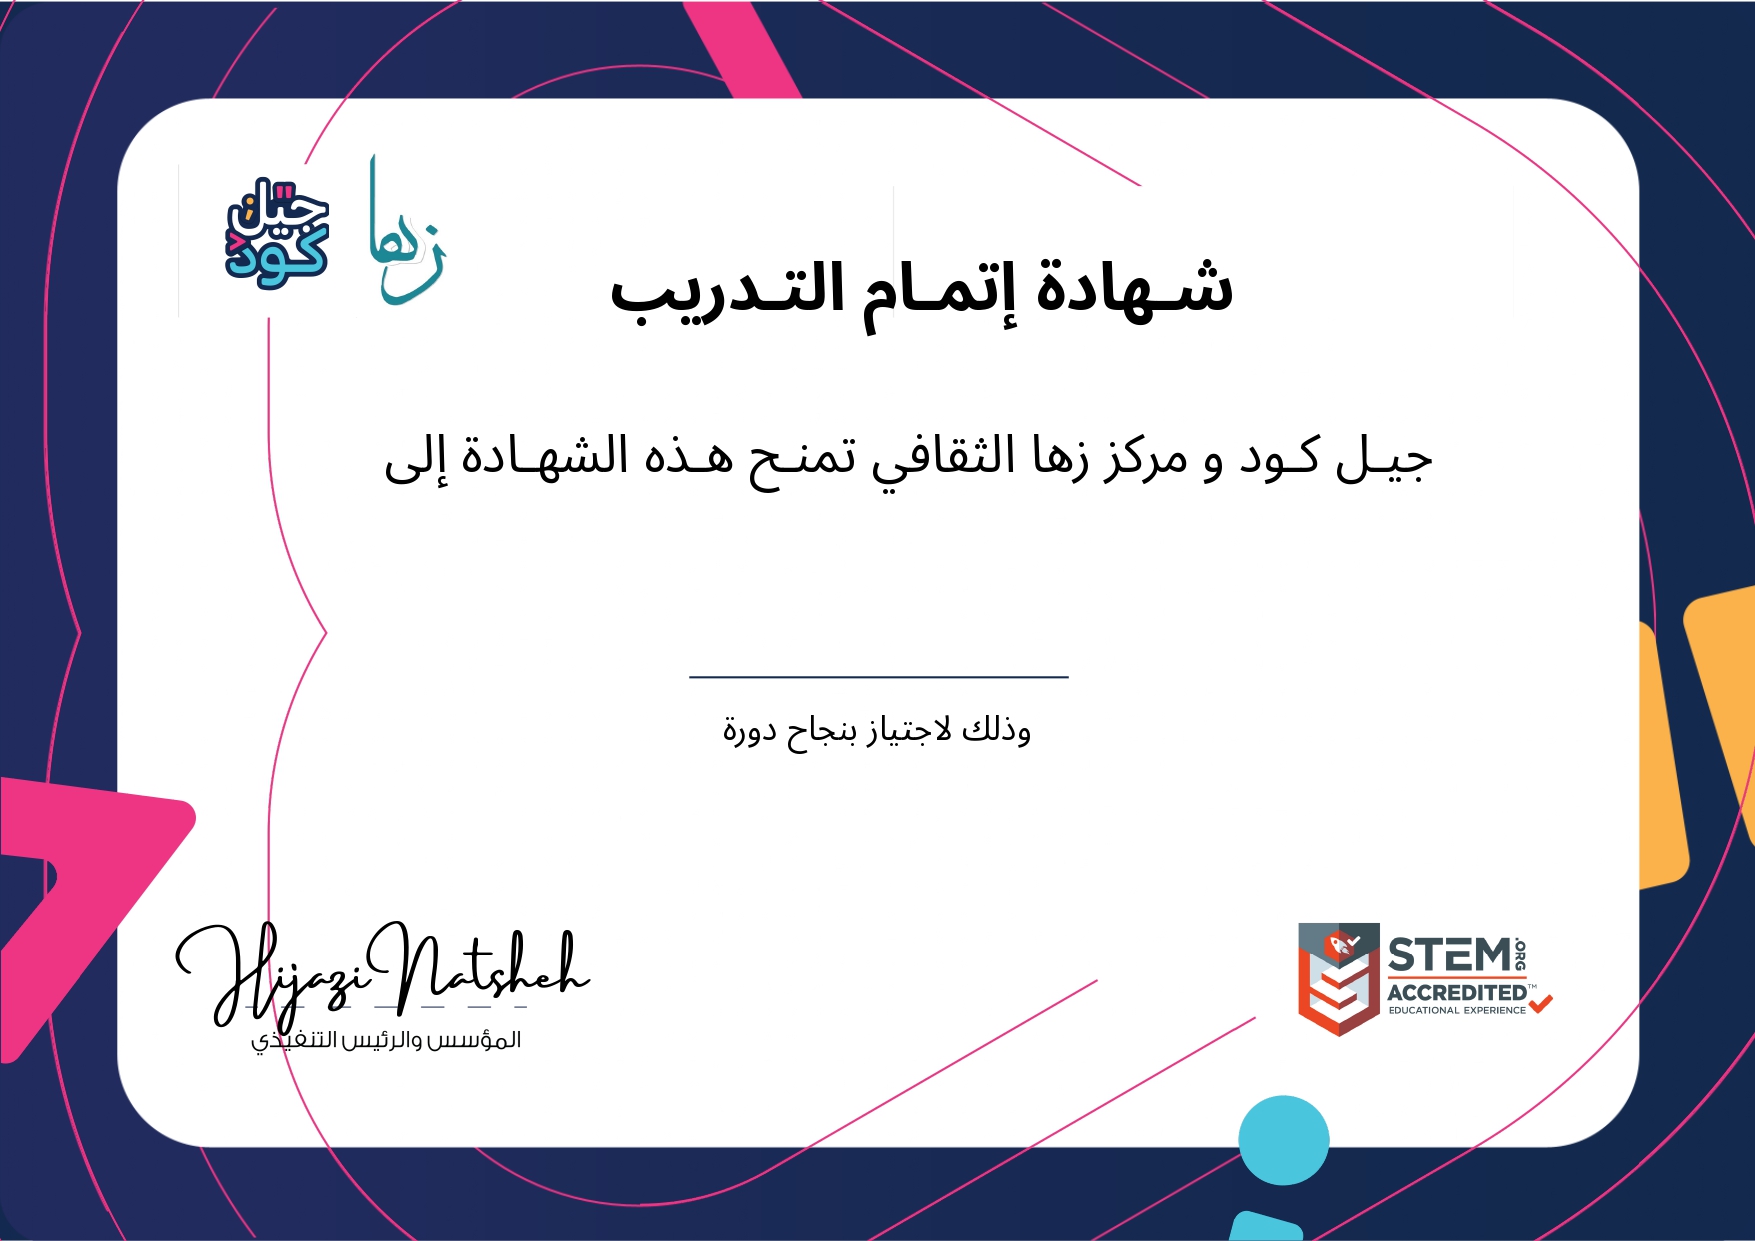 جيل كود
زها
شهادة إتمام التدريب
جيل كود و مركز زها الثقافي تمنح هذه الشهادة إلى
وذلك لاجتياز بنجاح دورة
Hijazi Natsheh
المؤسس والرئيس التنفيذي
STEM.ORG
ACCREDITED™
EDUCATIONAL EXPERIENCE